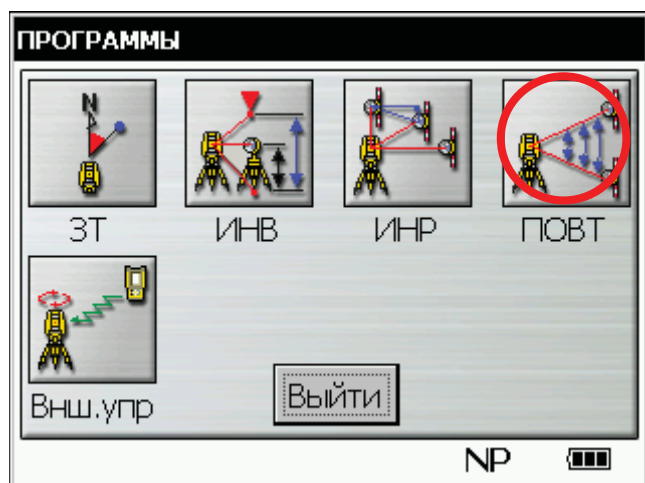 ПРОГРАММЫ
N
ЗТ ИНВ ИНР ПОВТ
Внш.упр
Выйти
NP